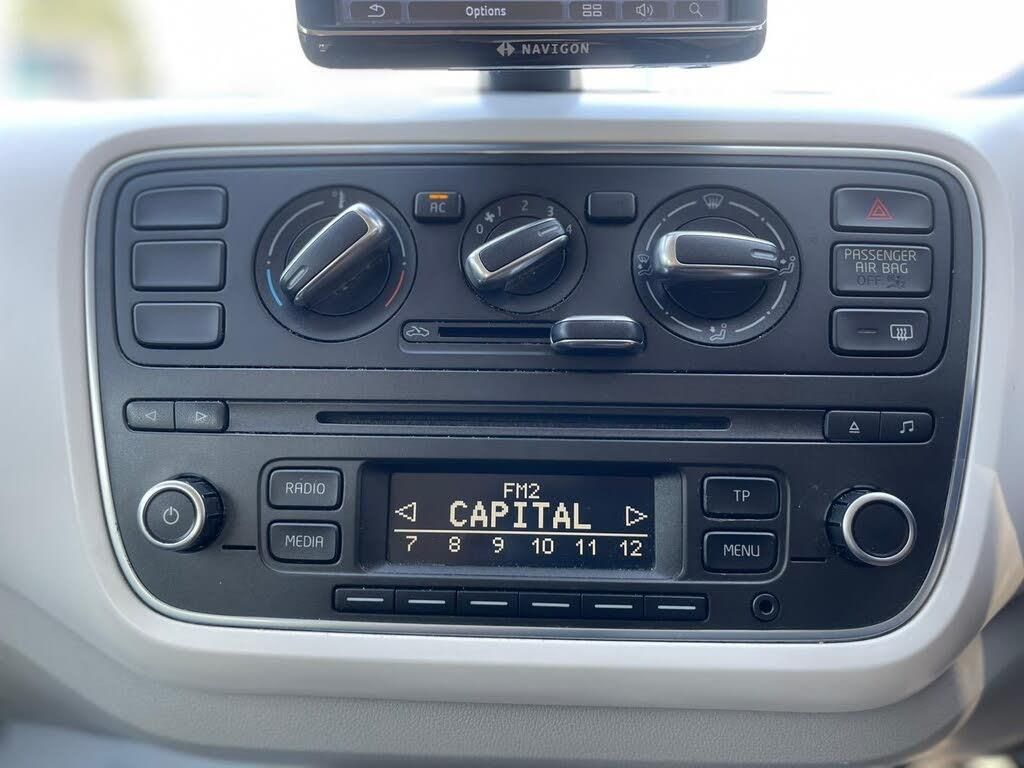 Options
NAVIGON
AC
0 1 2 3 4
PASSENGER
AIR BAG
OFF
RADIO
MEDIA
FM2
CAPITAL
7 8 9 10 11 12
TP
MENU